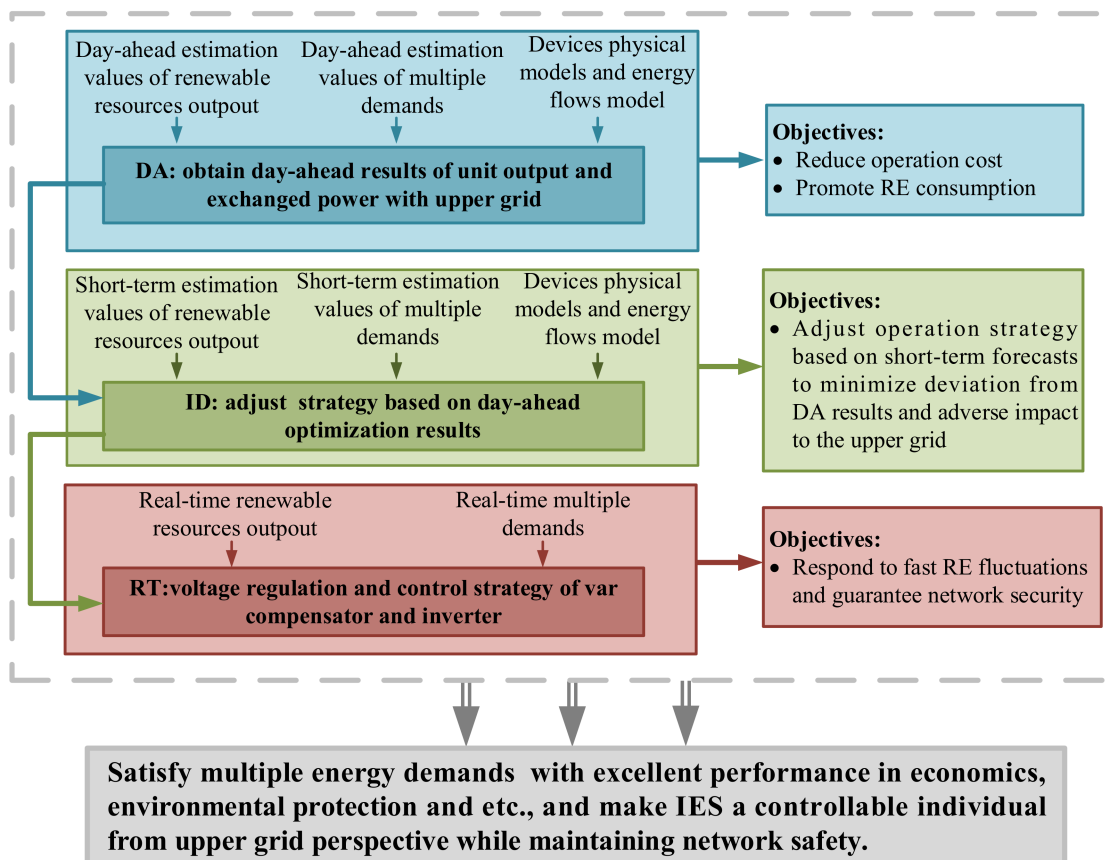 Day-ahead estimation
values of renewable
resources outpout
Day-ahead estimation
values of multiple
demands
Devices physical
models and energy
flows model
DA: obtain day-ahead results of unit output and
exchanged power with upper grid
Objectives:
• Reduce operation cost
• Promote RE consumption
Short-term estimation
values of renewable
resources outpout
Short-term estimation
values of multiple
demands
Devices physical
models and energy
flows model
ID: adjust strategy based on day-ahead
optimization results
Objectives:
• Adjust operation strategy
based on short-term forecasts
to minimize deviation from
DA results and adverse impact
to the upper grid
Real-time renewable
resources outpout
Real-time multiple
demands
RT:voltage regulation and control strategy of var
compensator and inverter
Objectives:
• Respond to fast RE fluctuations
and guarantee network security
Satisfy multiple energy demands with excellent performance in economics,
environmental protection and etc., and make IES a controllable individual
from upper grid perspective while maintaining network safety.